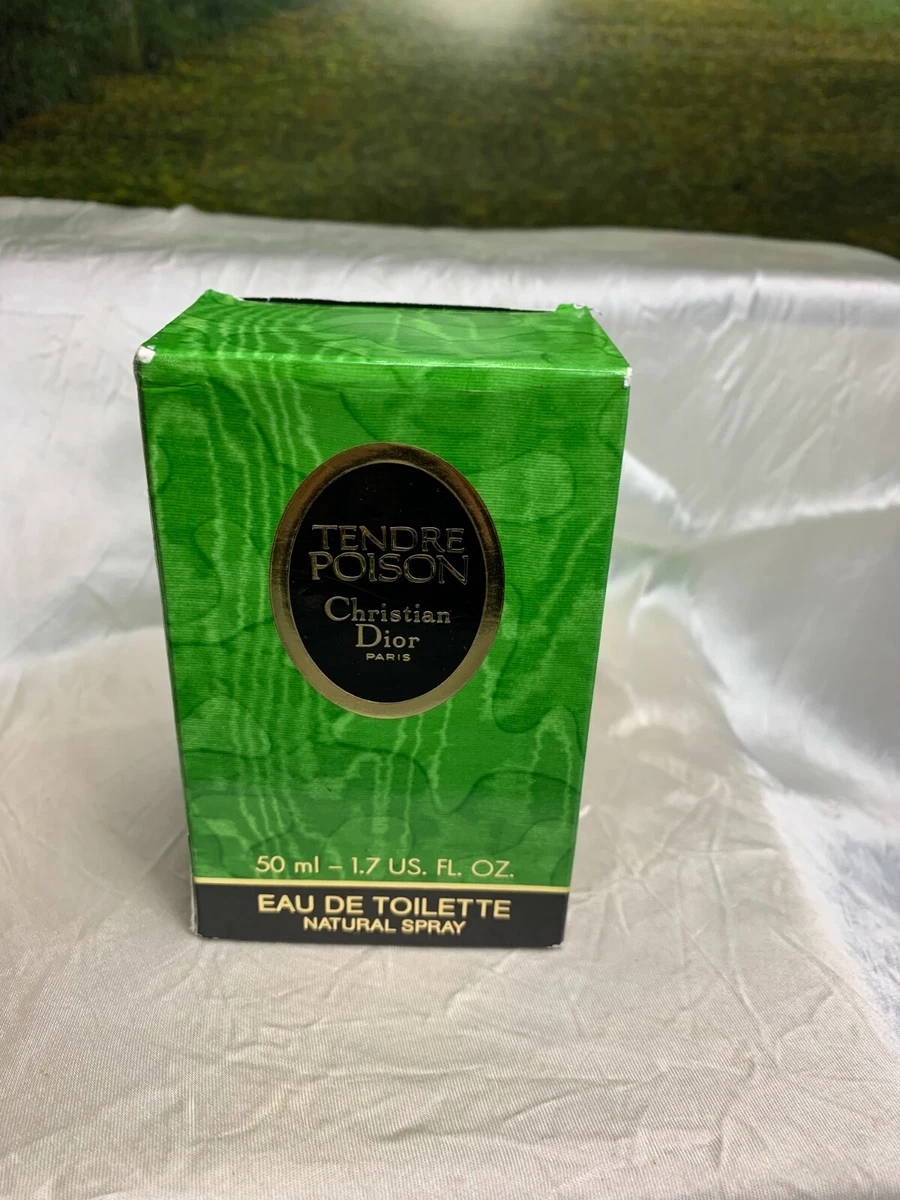 TENDRE
POISON
Christian
Dior
PARIS
50 ml – 1.7 US. FL. OZ.
EAU DE TOILETTE
NATURAL SPRAY